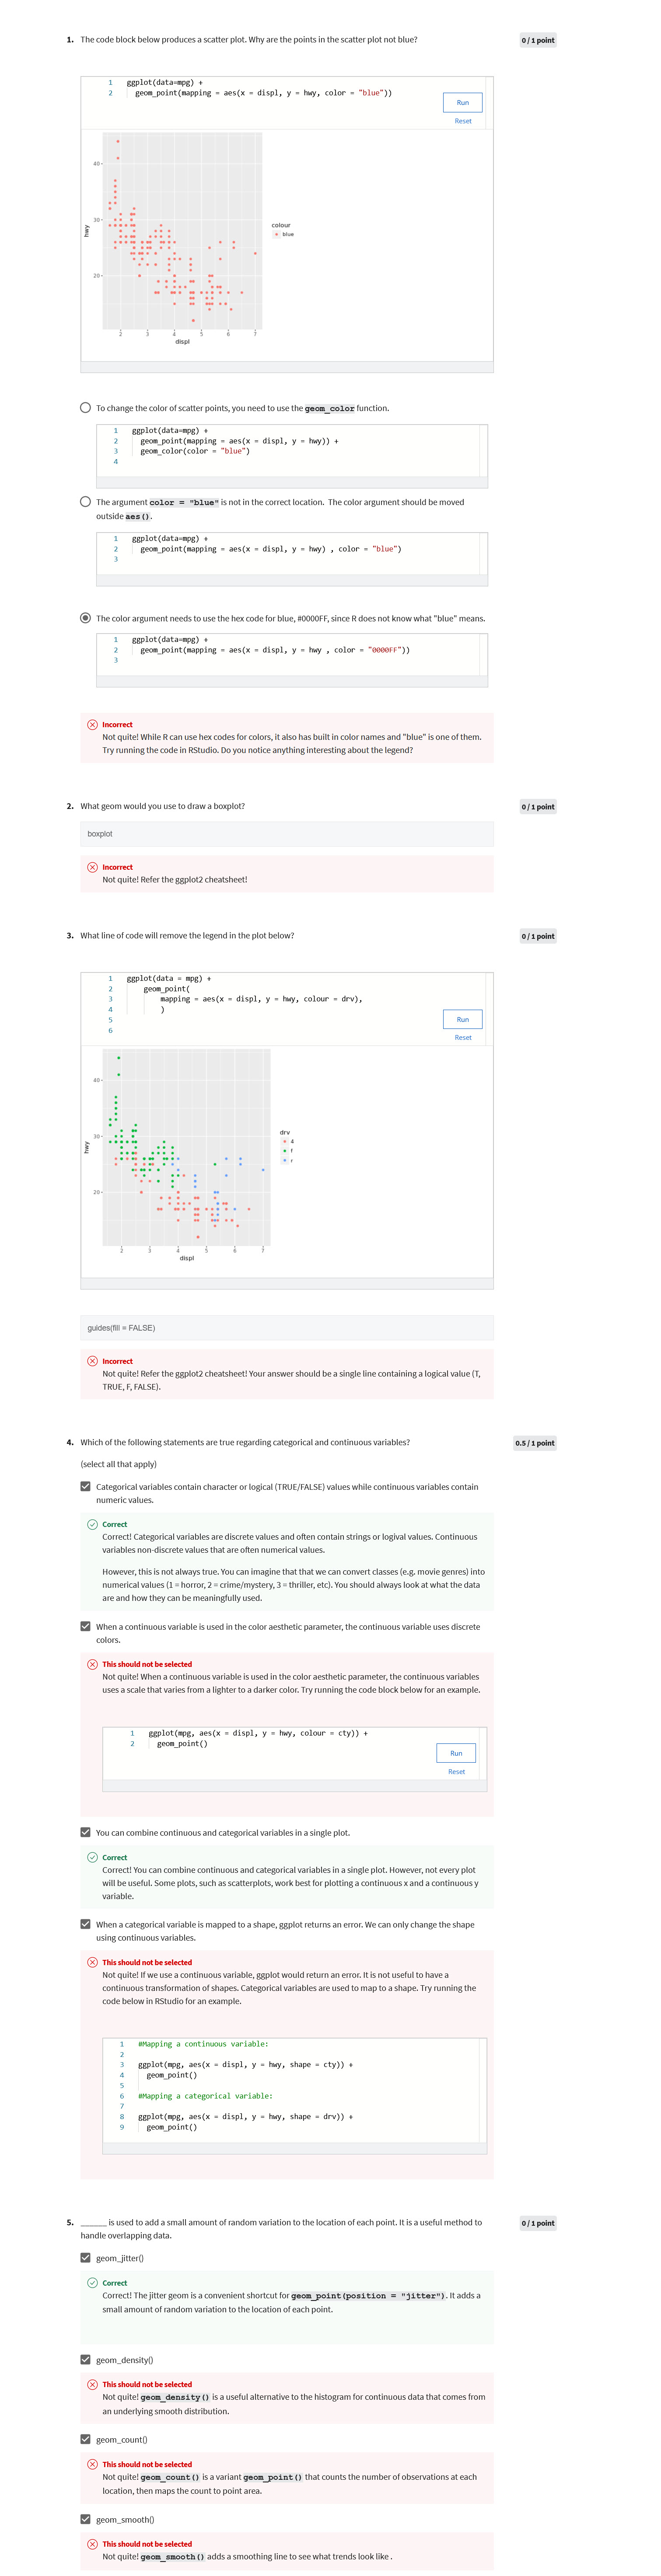 1. The code block below produces a scatter plot. Why are the points in the scatter plot not blue?
0 / 1 point
1 ggplot(data=mpg) +
2 geom_point(mapping = aes(x = displ, y = hwy, color = "blue"))
Run
Reset
40
30
20
hwy
colour
blue
2 3 4 5 6 7
displ
To change the color of scatter points, you need to use the geom_color function.
1 ggplot(data=mpg) +
2 geom_point(mapping = aes(x = displ, y = hwy)) +
3 geom_color(color = "blue")
4
The argument color = "blue" is not in the correct location. The color argument should be moved
outside aes().
1 ggplot(data=mpg) +
2 geom_point(mapping = aes(x = displ, y = hwy) , color = "blue")
3
The color argument needs to use the hex code for blue, #0000FF, since R does not know what "blue" means.
1 ggplot(data=mpg) +
2 geom_point(mapping = aes(x = displ, y = hwy , color = "0000FF"))
3
Incorrect
Not quite! While R can use hex codes for colors, it also has built in color names and "blue" is one of them.
Try running the code in RStudio. Do you notice anything interesting about the legend?
2. What geom would you use to draw a boxplot?
0 / 1 point
boxplot
Incorrect
Not quite! Refer the ggplot2 cheatsheet!
3. What line of code will remove the legend in the plot below?
0 / 1 point
1 ggplot(data = mpg) +
2 geom_point(
3 mapping = aes(x = displ, y = hwy, colour = drv),
4 )
5
6
Run
Reset
40
30
20
hwy
drv
4
f
r
2 3 4 5 6 7
displ
guides(fill = FALSE)
Incorrect
Not quite! Refer the ggplot2 cheatsheet! Your answer should be a single line containing a logical value (T,
TRUE, F, FALSE).
4. Which of the following statements are true regarding categorical and continuous variables?
0.5 / 1 point
(select all that apply)
Categorical variables contain character or logical (TRUE/FALSE) values while continuous variables contain
numeric values.
Correct
Correct! Categorical variables are discrete values and often contain strings or logival values. Continuous
variables non-discrete values that are often numerical values.
However, this is not always true. You can imagine that that we can convert classes (e.g. movie genres) into
numerical values (1 = horror, 2 = crime/mystery, 3 = thriller, etc). You should always look at what the data
are and how they can be meaningfully used.
When a continuous variable is used in the color aesthetic parameter, the continuous variable uses discrete
colors.
This should not be selected
Not quite! When a continuous variable is used in the color aesthetic parameter, the continuous variables
uses a scale that varies from a lighter to a darker color. Try running the code block below for an example.
1 ggplot(mpg, aes(x = displ, y = hwy, colour = cty)) +
2 geom_point()
Run
Reset
You can combine continuous and categorical variables in a single plot.
Correct
Correct! You can combine continuous and categorical variables in a single plot. However, not every plot
will be useful. Some plots, such as scatterplots, work best for plotting a continuous x and a continuous y
variable.
When a categorical variable is mapped to a shape, ggplot returns an error. We can only change the shape
using continuous variables.
This should not be selected
Not quite! If we use a continuous variable, ggplot would return an error. It is not useful to have a
continuous transformation of shapes. Categorical variables are used to map to a shape. Try running the
code below in RStudio for an example.
1 #Mapping a continuous variable:
2
3 ggplot(mpg, aes(x = displ, y = hwy, shape = cty)) +
4 geom_point()
5
6 #Mapping a categorical variable:
7
8 ggplot(mpg, aes(x = displ, y = hwy, shape = drv)) +
9 geom_point()
5. ______ is used to add a small amount of random variation to the location of each point. It is a useful method to
handle overlapping data.
0 / 1 point
geom_jitter()
Correct
Correct! The jitter geom is a convenient shortcut for geom_point(position = "jitter"). It adds a
small amount of random variation to the location of each point.
geom_density()
This should not be selected
Not quite! geom_density() is a useful alternative to the histogram for continuous data that comes from
an underlying smooth distribution.
geom_count()
This should not be selected
Not quite! geom_count() is a variant geom_point() that counts the number of observations at each
location, then maps the count to point area.
geom_smooth()
This should not be selected
Not quite! geom_smooth() adds a smoothing line to see what trends look like .